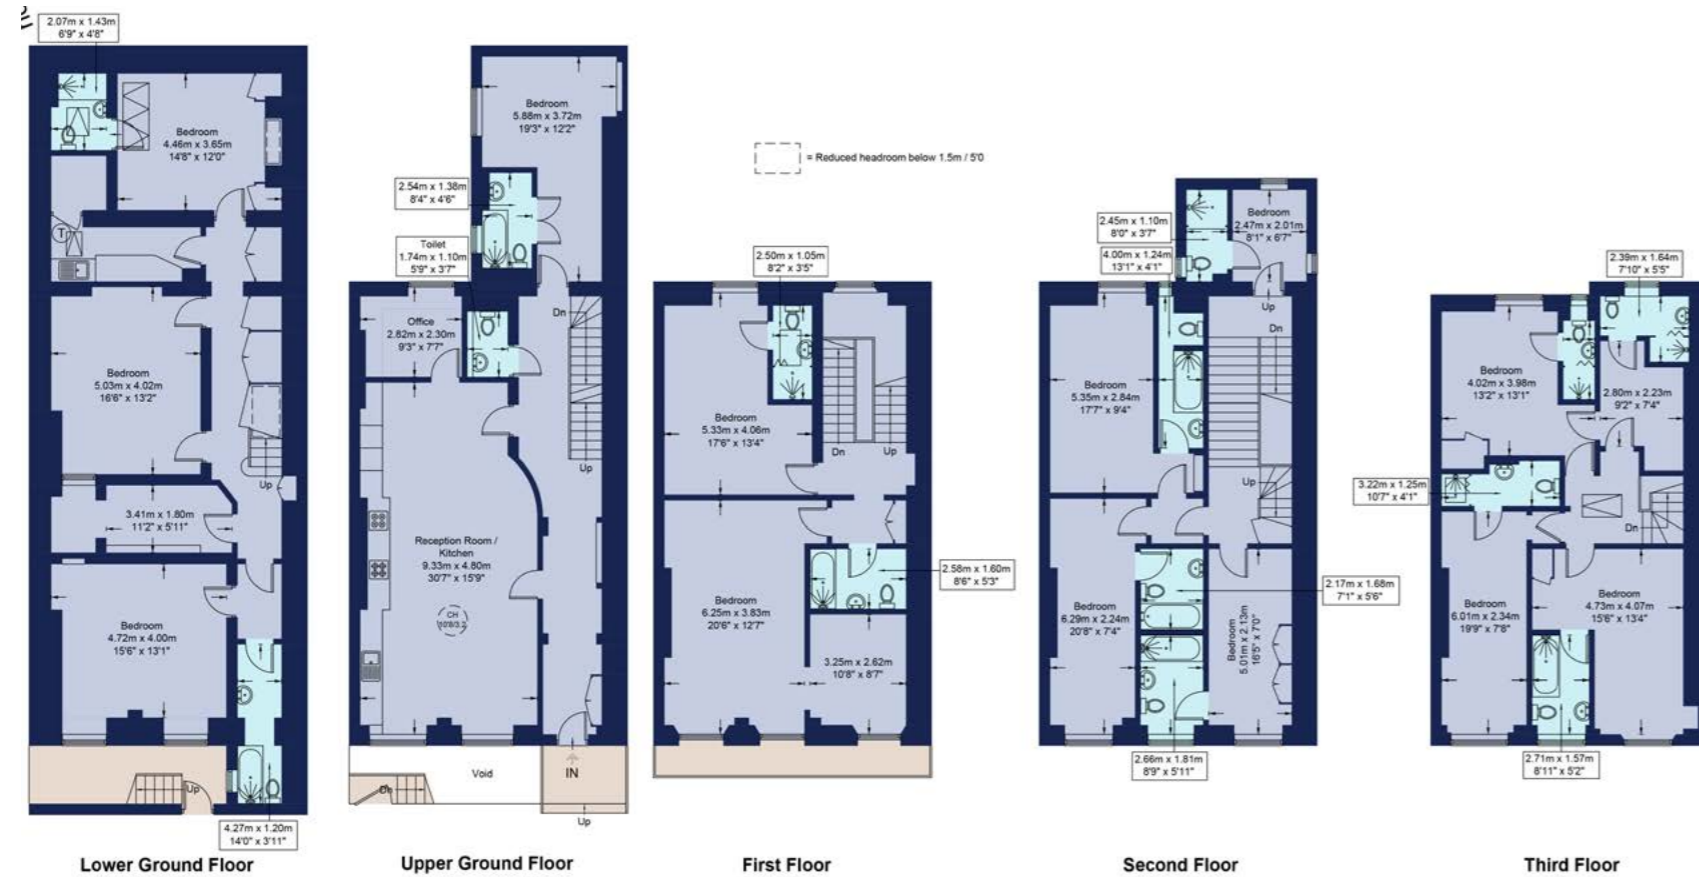 2.07m x 1.43m
6'9" x 4'8"
Bedroom
4.46m x 3.65m
14'8" x 12'0"
T
Bedroom
5.03m x 4.02m
16'6" x 13'2"
Up
3.41m x 1.80m
11'2" x 5'11"
Bedroom
4.72m x 4.00m
15'6" x 13'1"
Up
4.27m x 1.20m
14'0" x 3'11"
Lower Ground Floor
Bedroom
5.88m x 3.72m
19'3" x 12'2"
2.54m x 1.38m
8'4" x 4'6"
Toilet
1.74m x 1.10m
5'9" x 3'7"
Office
2.82m x 2.30m
9'3" x 7'7"
Dn
Up
Reception Room /
Kitchen
9.33m x 4.80m
30'7" x 15'9"
CH
10'6/3.2
Void
IN
Dn
Up
Upper Ground Floor
= Reduced headroom below 1.5m / 5'0
2.50m x 1.05m
8'2" x 3'5"
Bedroom
5.33m x 4.06m
17'6" x 13'4"
Dn
Up
2.58m x 1.60m
8'6" x 5'3"
Bedroom
6.25m x 3.83m
20'6" x 12'7"
3.25m x 2.62m
10'8" x 8'7"
First Floor
2.45m x 1.10m
8'0" x 3'7"
Bedroom
2.47m x 2.01m
8'1" x 6'7"
4.00m x 1.24m
13'1" x 4'1"
Up
Dn
Bedroom
5.35m x 2.84m
17'7" x 9'4"
Up
2.17m x 1.68m
7'1" x 5'6"
Bedroom
6.29m x 2.24m
20'8" x 7'4"
Bedroom
5.01m x 2.13m
16'5" x 7'0"
2.66m x 1.81m
8'9" x 5'11"
Second Floor
2.39m x 1.64m
7'10" x 5'5"
Bedroom
4.02m x 3.98m
13'2" x 13'1"
2.80m x 2.23m
9'2" x 7'4"
3.22m x 1.25m
10'7" x 4'1"
Dn
Bedroom
6.01m x 2.34m
19'9" x 7'8"
Bedroom
4.73m x 4.07m
15'6" x 13'4"
2.71m x 1.57m
8'11" x 5'2"
Third Floor